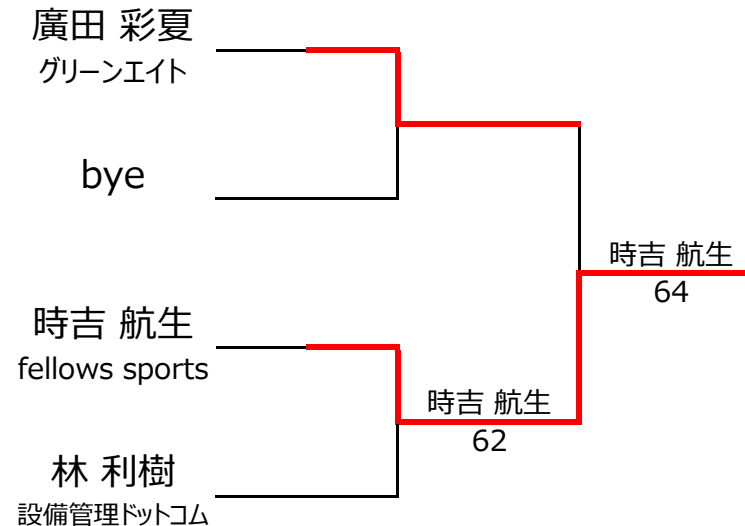 廣田 彩夏
グリーンエイト
bye
時吉 航生
64
時吉 航生
fellows sports
時吉 航生
62
林 利樹
設備管理ドットコム